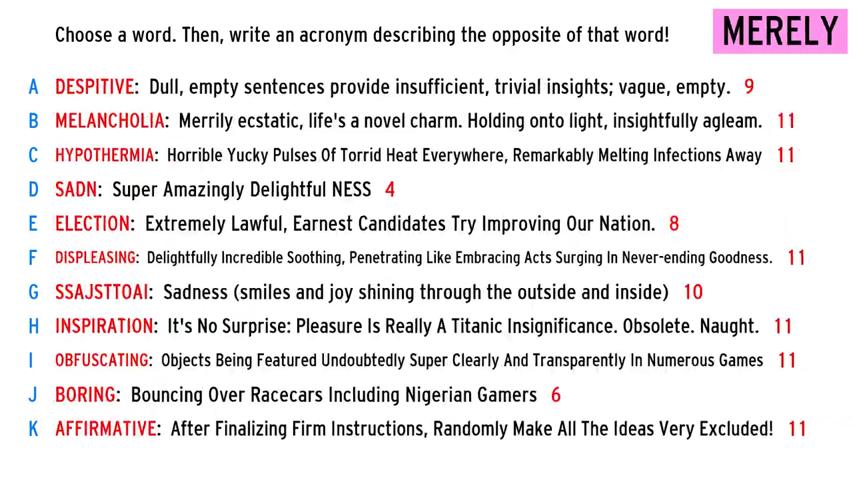 Choose a word. Then, write an acronym describing the opposite of that word!
MERELY
A DESPITIVE: Dull, empty sentences provide insufficient, trivial insights; vague, empty. 9
B MELANCHOLIA: Merrily ecstatic, life's a novel charm. Holding onto light, insightfully agleam. 11
C HYPOTHERMIA: Horrible Yucky Pulses Of Torrid Heat Everywhere, Remarkably Melting Infections Away 11
D SADN: Super Amazingly Delightful NESS 4
E ELECTION: Extremely Lawful, Earnest Candidates Try Improving Our Nation. 8
F DISPLEASING: Delightfully Incredible Soothing, Penetrating Like Embracing Acts Surging In Never-ending Goodness. 11
G SSAJSTTOAI: Sadness (smiles and joy shining through the outside and inside) 10
H INSPIRATION: It's No Surprise: Pleasure Is Really A Titanic Insignificance. Obsolete. Naught. 11
I OBFUSCATING: Objects Being Featured Undoubtedly Super Clearly And Transparently In Numerous Games 11
J BORING: Bouncing Over Racecars Including Nigerian Gamers 6
K AFFIRMATIVE: After Finalizing Firm Instructions, Randomly Make All The Ideas Very Excluded! 11